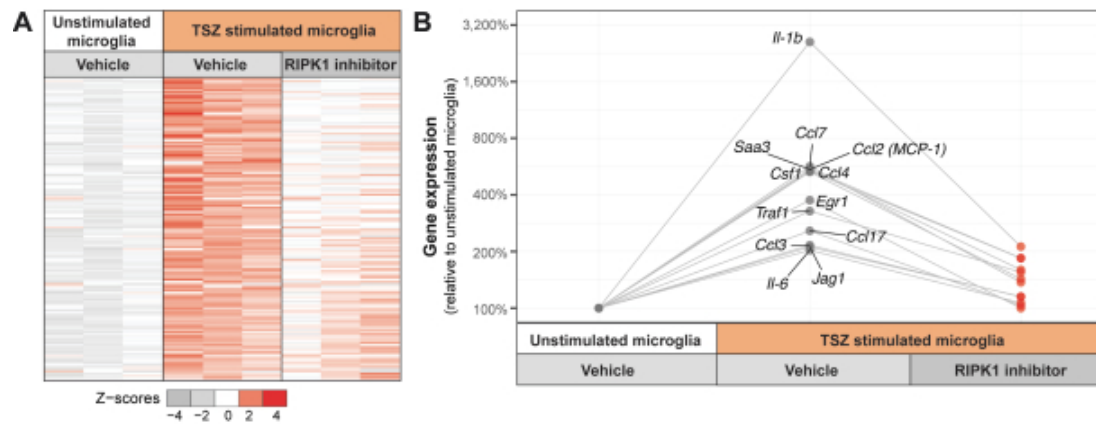 A
Unstimulated
microglia
TSZ stimulated microglia
Vehicle
Vehicle
RIPK1 inhibitor
Z−scores
−4 −2 0 2 4
B
Gene expression
(relative to unstimulated microglia)
3,200%
1,600%
800%
400%
200%
100%
Il-1b
Ccl7
Saa3
Ccl2 (MCP-1)
Csf1
Ccl4
Egr1
Traf1
Ccl17
Ccl3
Il-6
Jag1
Unstimulated microglia
TSZ stimulated microglia
Vehicle
Vehicle
RIPK1 inhibitor